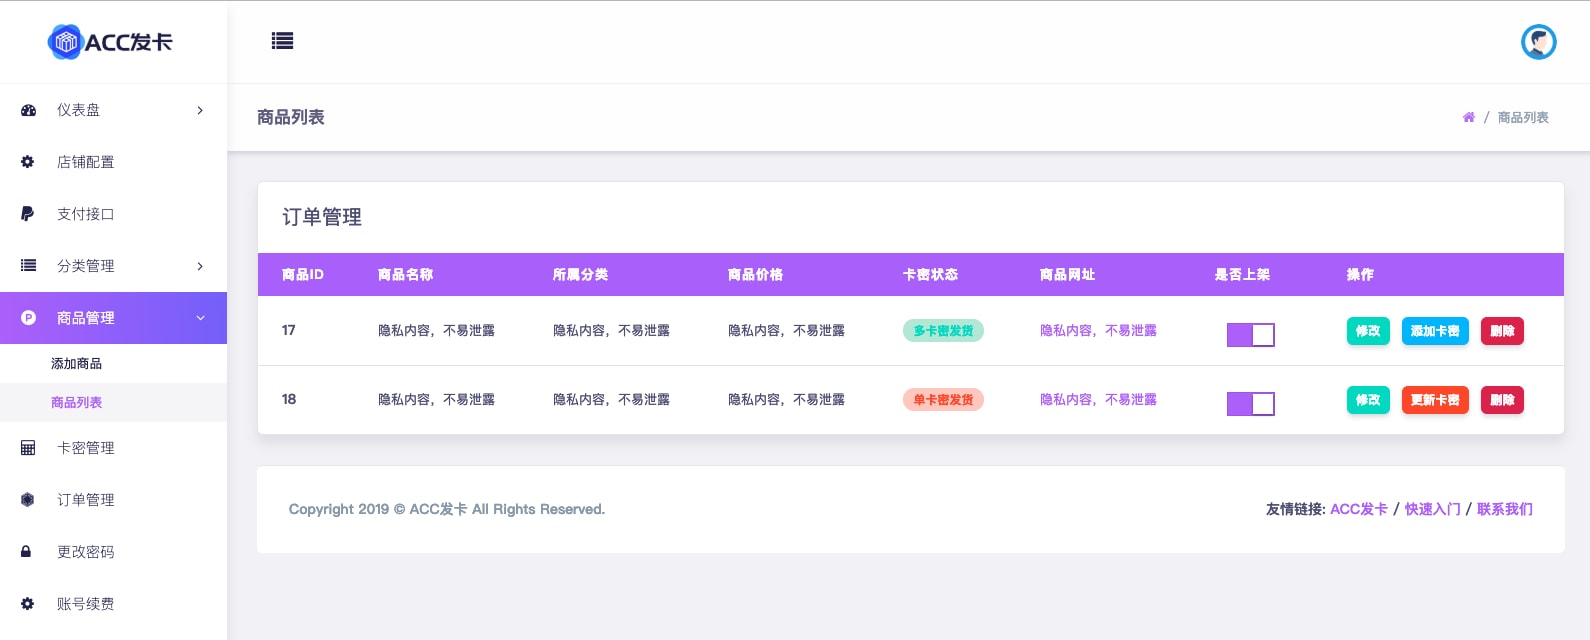 ACC发卡
仪表盘
店铺配置
支付接口
分类管理
商品管理
添加商品
商品列表
卡密管理
订单管理
更改密码
账号续费
商品列表
/ 商品列表
订单管理
商品ID 商品名称 所属分类 商品价格 卡密状态 商品网址 是否上架 操作
17 隐私内容，不易泄露 隐私内容，不易泄露 隐私内容，不易泄露 多卡密发货 隐私内容，不易泄露 修改 添加卡密 删除
18 隐私内容，不易泄露 隐私内容，不易泄露 隐私内容，不易泄露 单卡密发货 隐私内容，不易泄露 修改 更新卡密 删除
Copyright 2019 © ACC发卡 All Rights Reserved.
友情链接: ACC发卡 / 快速入门 / 联系我们